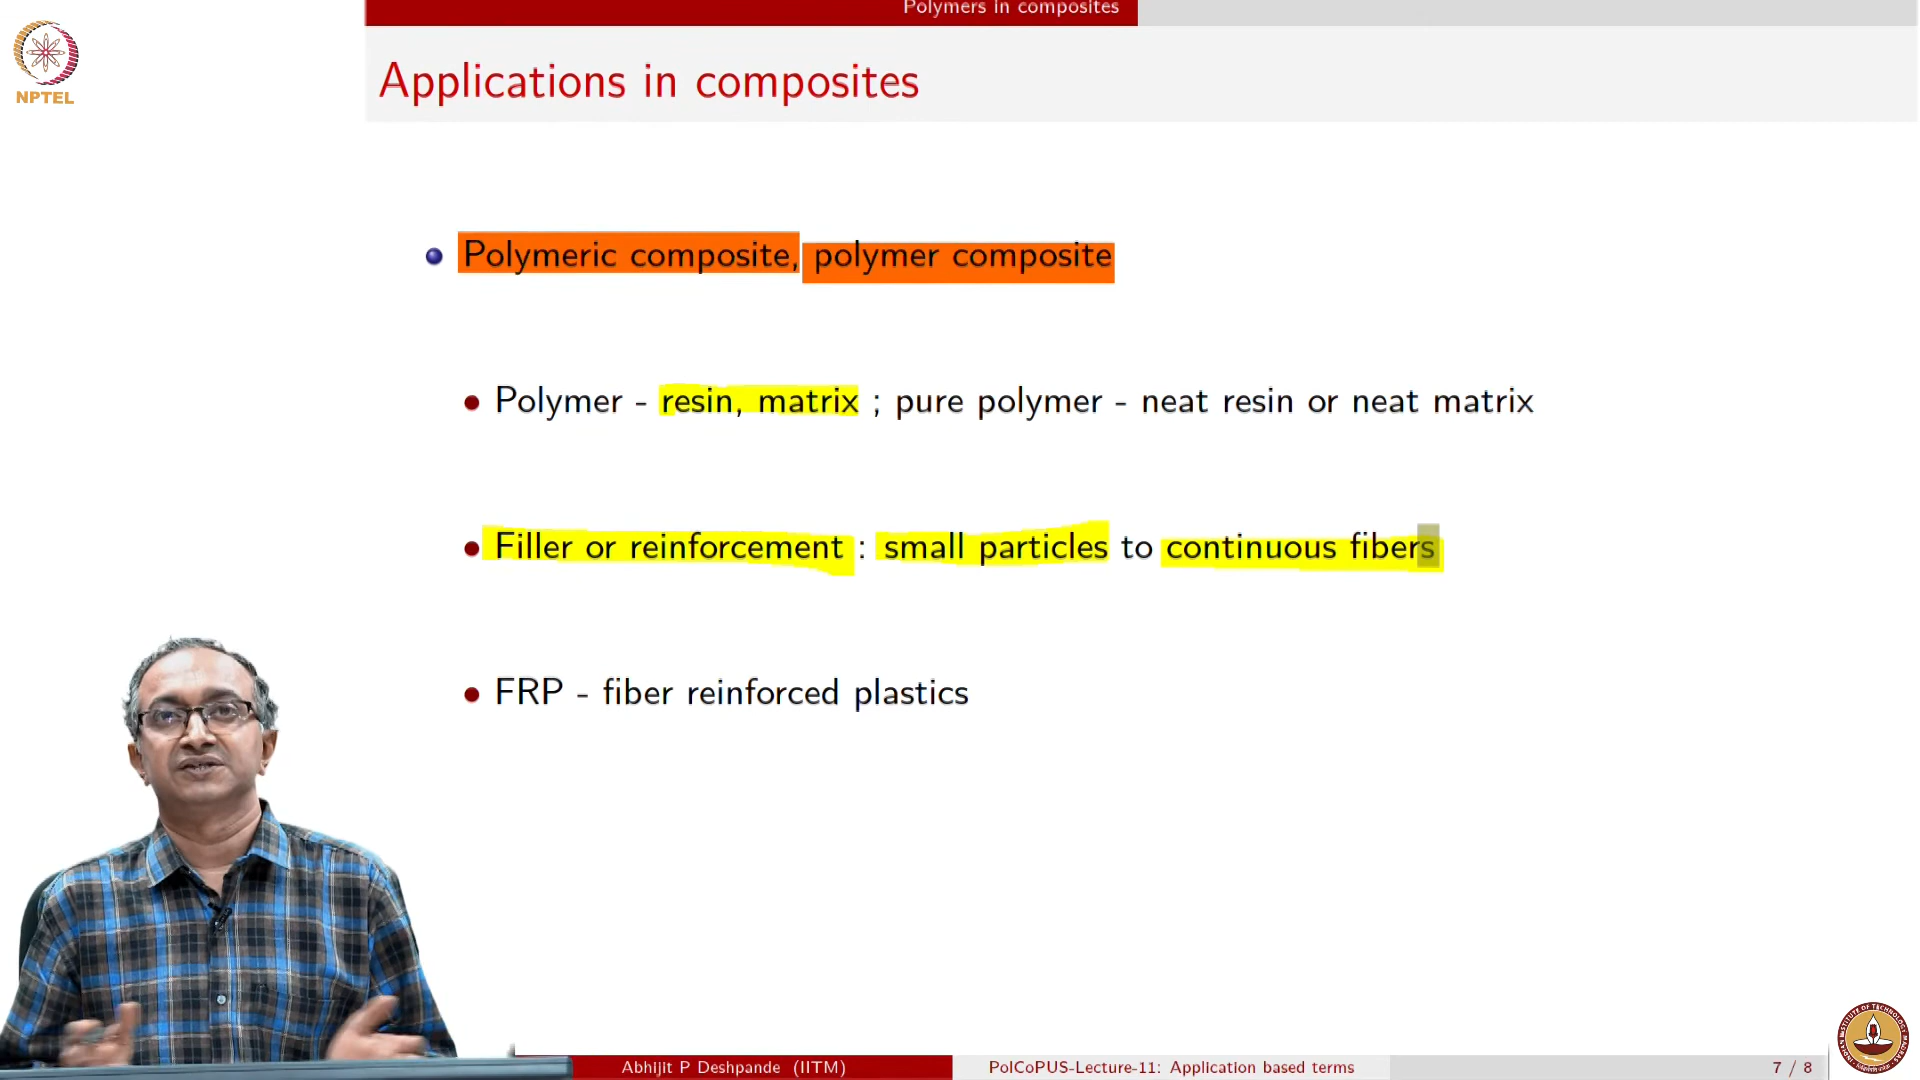 Polymers in composites
NPTEL
Applications in composites
Polymeric composite, polymer composite
Polymer - resin, matrix ; pure polymer - neat resin or neat matrix
Filler or reinforcement : small particles to continuous fibers
FRP - fiber reinforced plastics
Abhijit P Deshpande (IITM)
PolCoPUS-Lecture-11: Application based terms
7 / 8